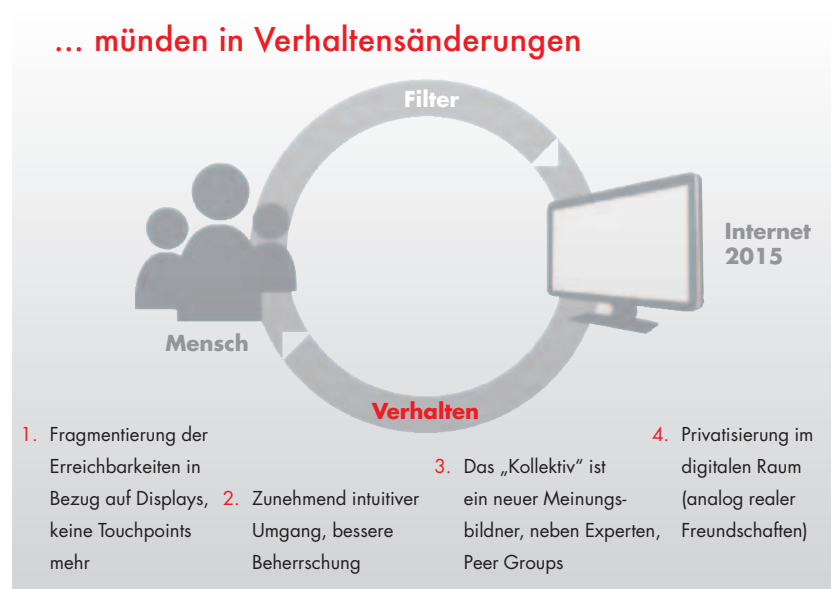 ... münden in Verhaltensänderungen
Filter
Internet
2015
Mensch
Verhalten
1. Fragmentierung der
Erreichbarkeiten in
Bezug auf Displays,
keine Touchpoints
mehr
2. Zunehmend intuitiver
Umgang, bessere
Beherrschung
3. Das „Kollektiv“ ist
ein neuer Meinungs-
bildner, neben Experten,
Peer Groups
4. Privatisierung im
digitalen Raum
(analog realer
Freundschaften)